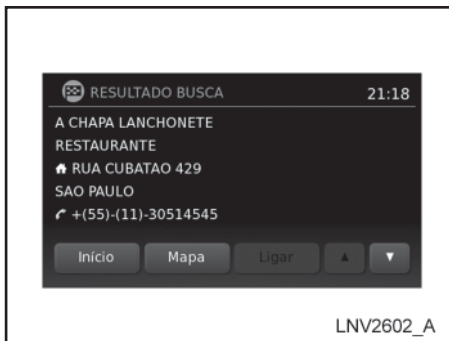 RESULTADO BUSCA 21:18
A CHAPA LANCHONETE
RESTAURANTE
RUA CUBATAO 429
SAO PAULO
+(55)-(11)-30514545
Início Mapa Ligar
LNV2602_A